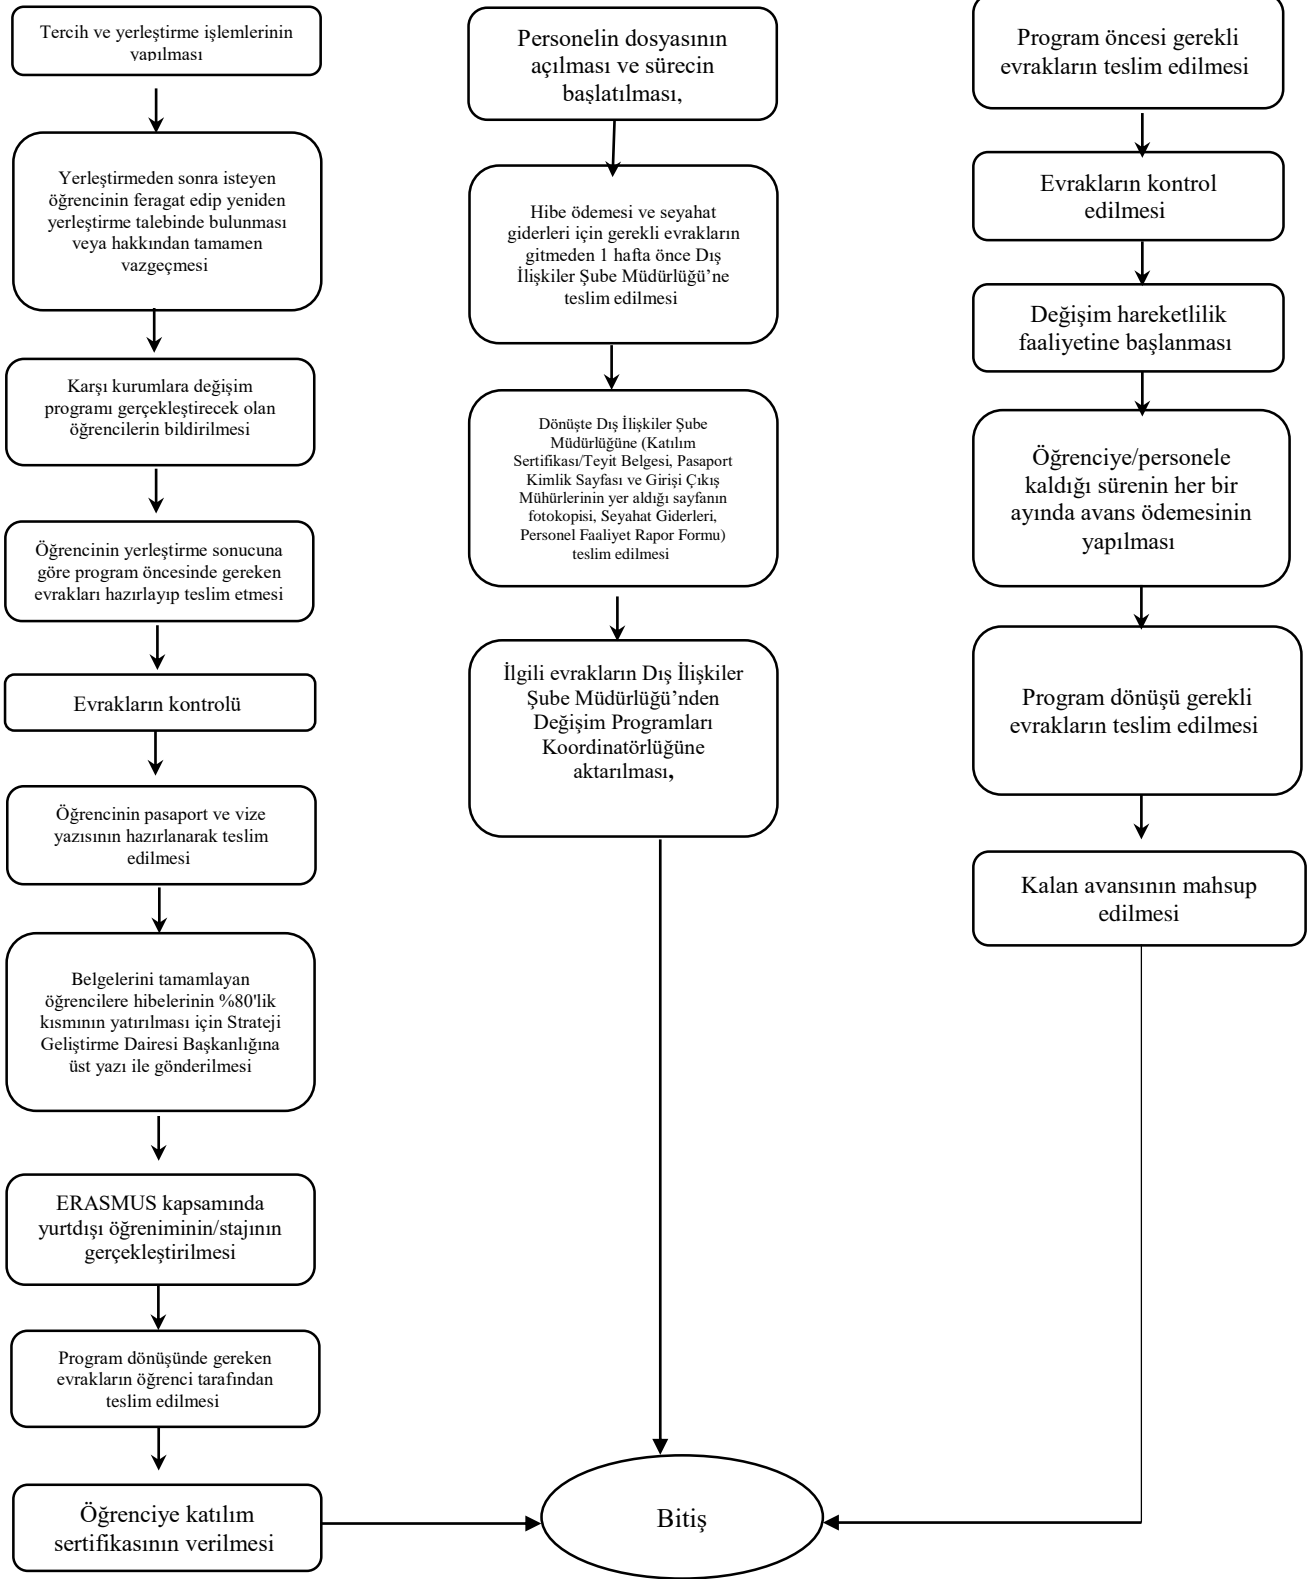 Tercih ve yerleştirme işlemlerinin
yapılması
Yerleştirmeden sonra isteyen
öğrencinin feragat edip yeniden
yerleştirme talebinde bulunması
veya hakkından tamamen
vazgeçmesi
Karşı kurumlara değişim
programı gerçekleştirecek olan
öğrencilerin bildirilmesi
Öğrencinin yerleştirme sonucuna
göre program öncesinde gereken
evrakları hazırlayıp teslim etmesi
Evrakların kontrolü
Öğrencinin pasaport ve vize
yazısının hazırlanarak teslim
edilmesi
Belgelerini tamamlayan
öğrencilere hibelerinin %80'lik
kısmının yatırılması için Strateji
Geliştirme Dairesi Başkanlığına
üst yazı ile gönderilmesi
ERASMUS kapsamında
yurtdışı öğreniminin/stajının
gerçekleştirilmesi
Program dönüşünde gereken
evrakların öğrenci tarafından
teslim edilmesi
Öğrenciye katılım
sertifikasının verilmesi
Personelin dosyasının
açılması ve sürecin
başlatılması,
Hibe ödemesi ve seyahat
giderleri için gerekli evrakların
gitmeden 1 hafta önce Dış
İlişkiler Şube Müdürlüğü’ne
teslim edilmesi
Dönüşte Dış İlişkiler Şube
Müdürlüğüne (Katılım
Sertifikası/Teyit Belgesi, Pasaport
Kimlik Sayfası ve Girişi Çıkış
Mühürlerinin yer aldığı sayfanın
fotokopisi, Seyahat Giderleri,
Personel Faaliyet Rapor Formu)
teslim edilmesi
İlgili evrakların Dış İlişkiler
Şube Müdürlüğü’nden
Değişim Programları
Koordinatörlüğüne
aktarılması,
Program öncesi gerekli
evrakların teslim edilmesi
Evrakların kontrol
edilmesi
Değişim hareketlilik
faaliyetine başlanması
Öğrenciye/personele
kaldığı sürenin her bir
ayında avans ödemesinin
yapılması
Program dönüşü gerekli
evrakların teslim edilmesi
Kalan avansının mahsup
edilmesi
Bitiş